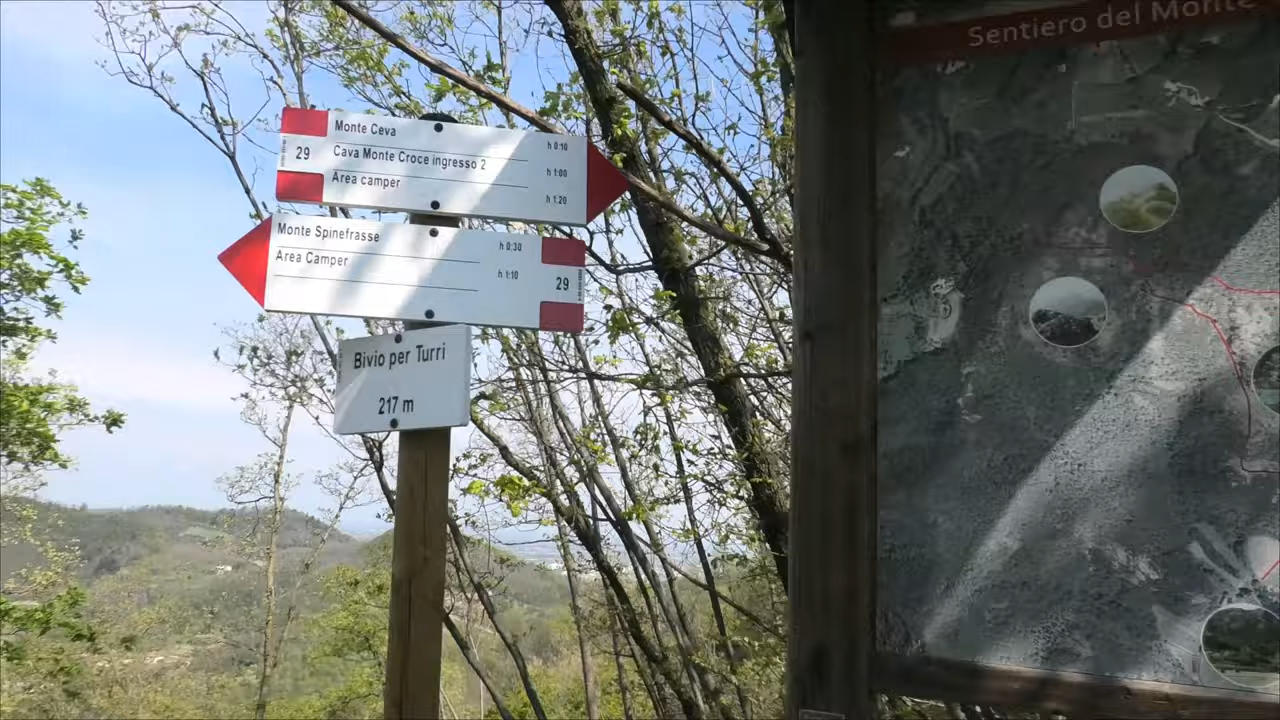 Sentiero del Monte
Monte Ceva h 0:10
29
Cava Monte Croce ingresso 2 h 1:00
Area camper h 1:20
Monte Spinefrasse h 0:30
Area Camper h 1:10
29
Bivio per Turri
217 m